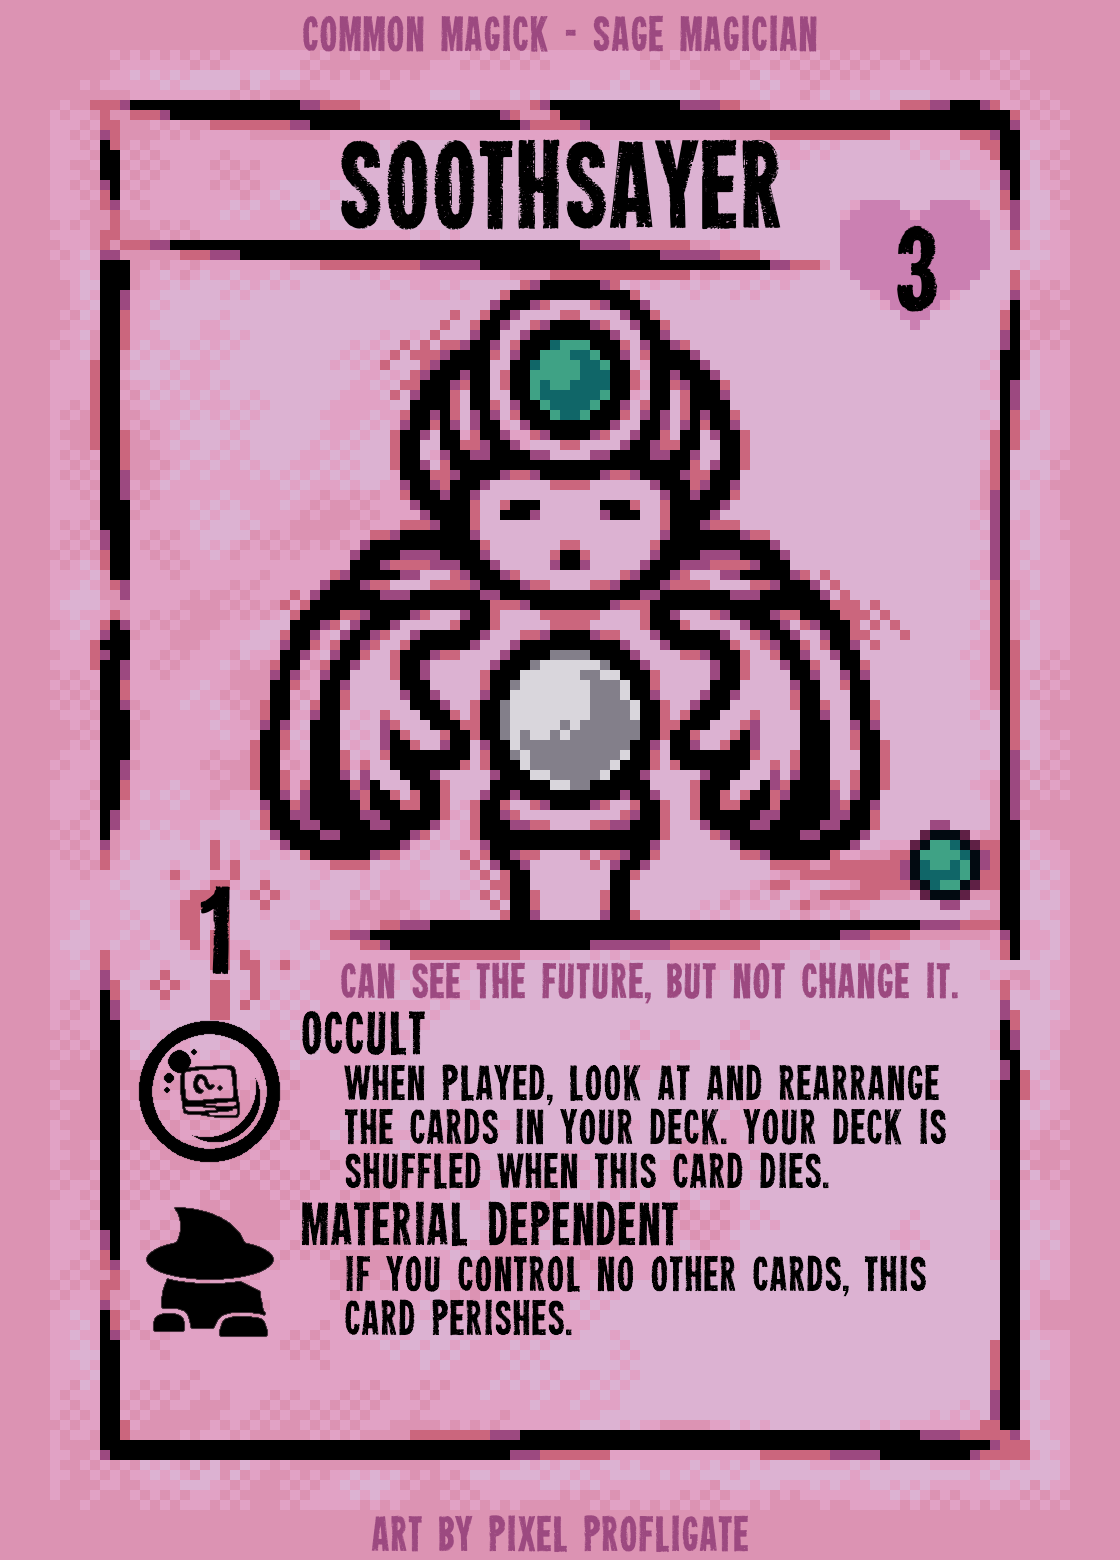 COMMON MAGICK - SAGE MAGICIAN
SOOTHSAYER
3
1
CAN SEE THE FUTURE, BUT NOT CHANGE IT.
OCCULT
WHEN PLAYED, LOOK AT AND REARRANGE
THE CARDS IN YOUR DECK. YOUR DECK IS
SHUFFLED WHEN THIS CARD DIES.
MATERIAL DEPENDENT
IF YOU CONTROL NO OTHER CARDS, THIS
CARD PERISHES.
ART BY PIXEL PROFLIGATE